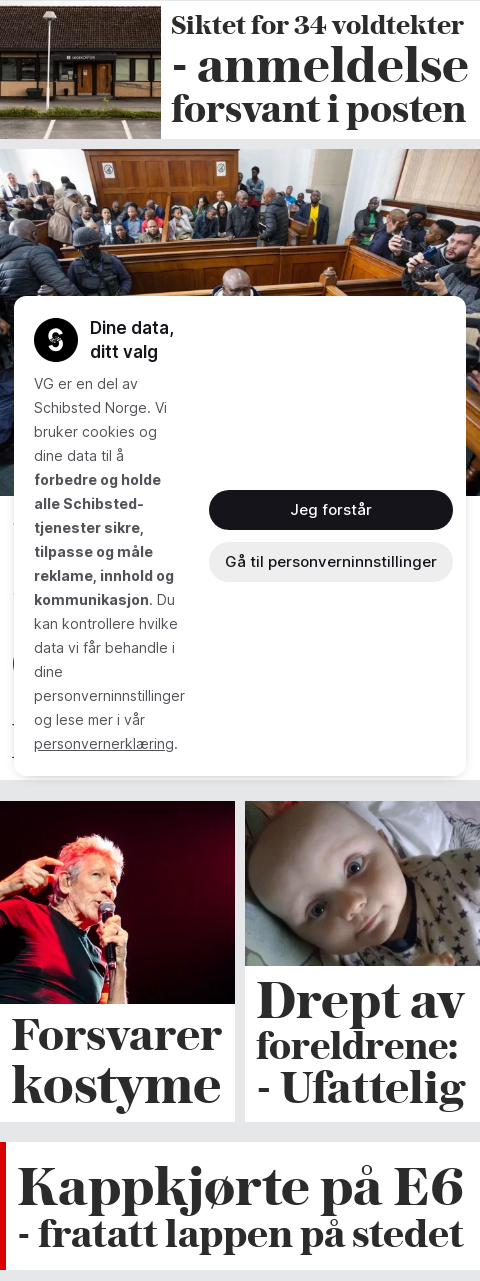 Siktet for 34 voldtekter
- anmeldelse
forsvant i posten
Dine data,
ditt valg
VG er en del av
Schibsted Norge. Vi
bruker cookies og
dine data til å
forbedre og holde
alle Schibsted-
tjenester sikre,
tilpasse og måle
reklame, innhold og
kommunikasjon. Du
kan kontrollere hvilke
data vi får behandle i
dine
personverninnstillinger
og lese mer i vår
personvernerklæring.
Jeg forstår
Gå til personverninnstillinger
Forsvarer
kostyme
Drept av
foreldrene:
- Ufattelig
Kappkjørte på E6
- fratatt lappen på stedet